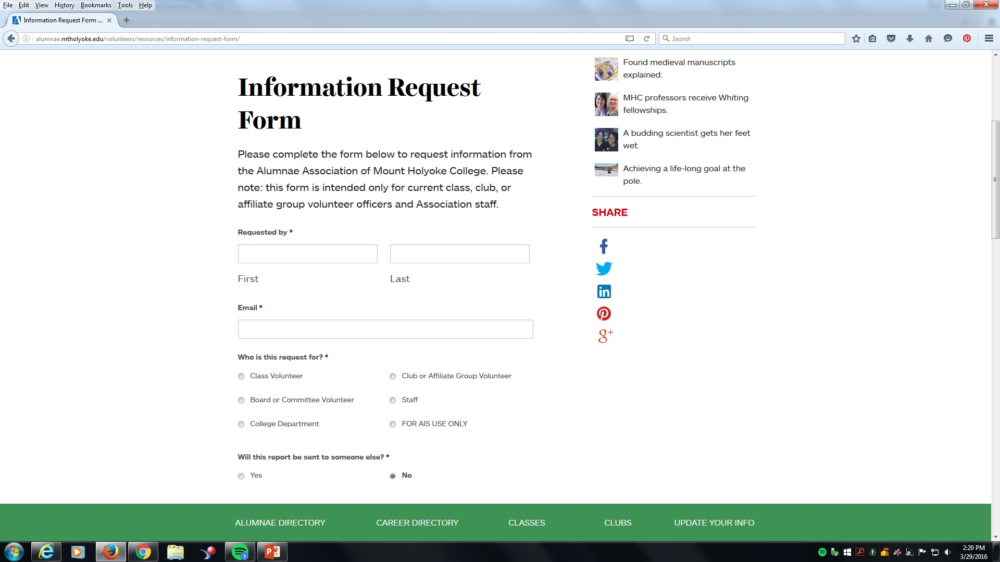 File Edit View History Bookmarks Tools Help
Information Request Form ...
alumnae.mtholyoke.edu/volunteers/resources/information-request-form/
Search
Information Request
Form
Please complete the form below to request information from
the Alumnae Association of Mount Holyoke College. Please
note: this form is intended only for current class, club, or
affiliate group volunteer officers and Association staff.
Requested by *
First Last
Email *
Who is this request for? *
Class Volunteer Club or Affiliate Group Volunteer
Board or Committee Volunteer Staff
College Department FOR AIS USE ONLY
Will this report be sent to someone else? *
Yes No
Found medieval manuscripts
explained.
MHC professors receive Whiting
fellowships.
A budding scientist gets her feet
wet.
Achieving a life-long goal at the
pole.
SHARE
ALUMNAE DIRECTORY CAREER DIRECTORY CLASSES CLUBS UPDATE YOUR INFO
2:20 PM
3/29/2016